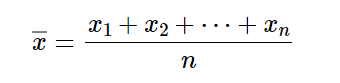 x̄ = (x₁ + x₂ + ⋯ + xₙ) / n